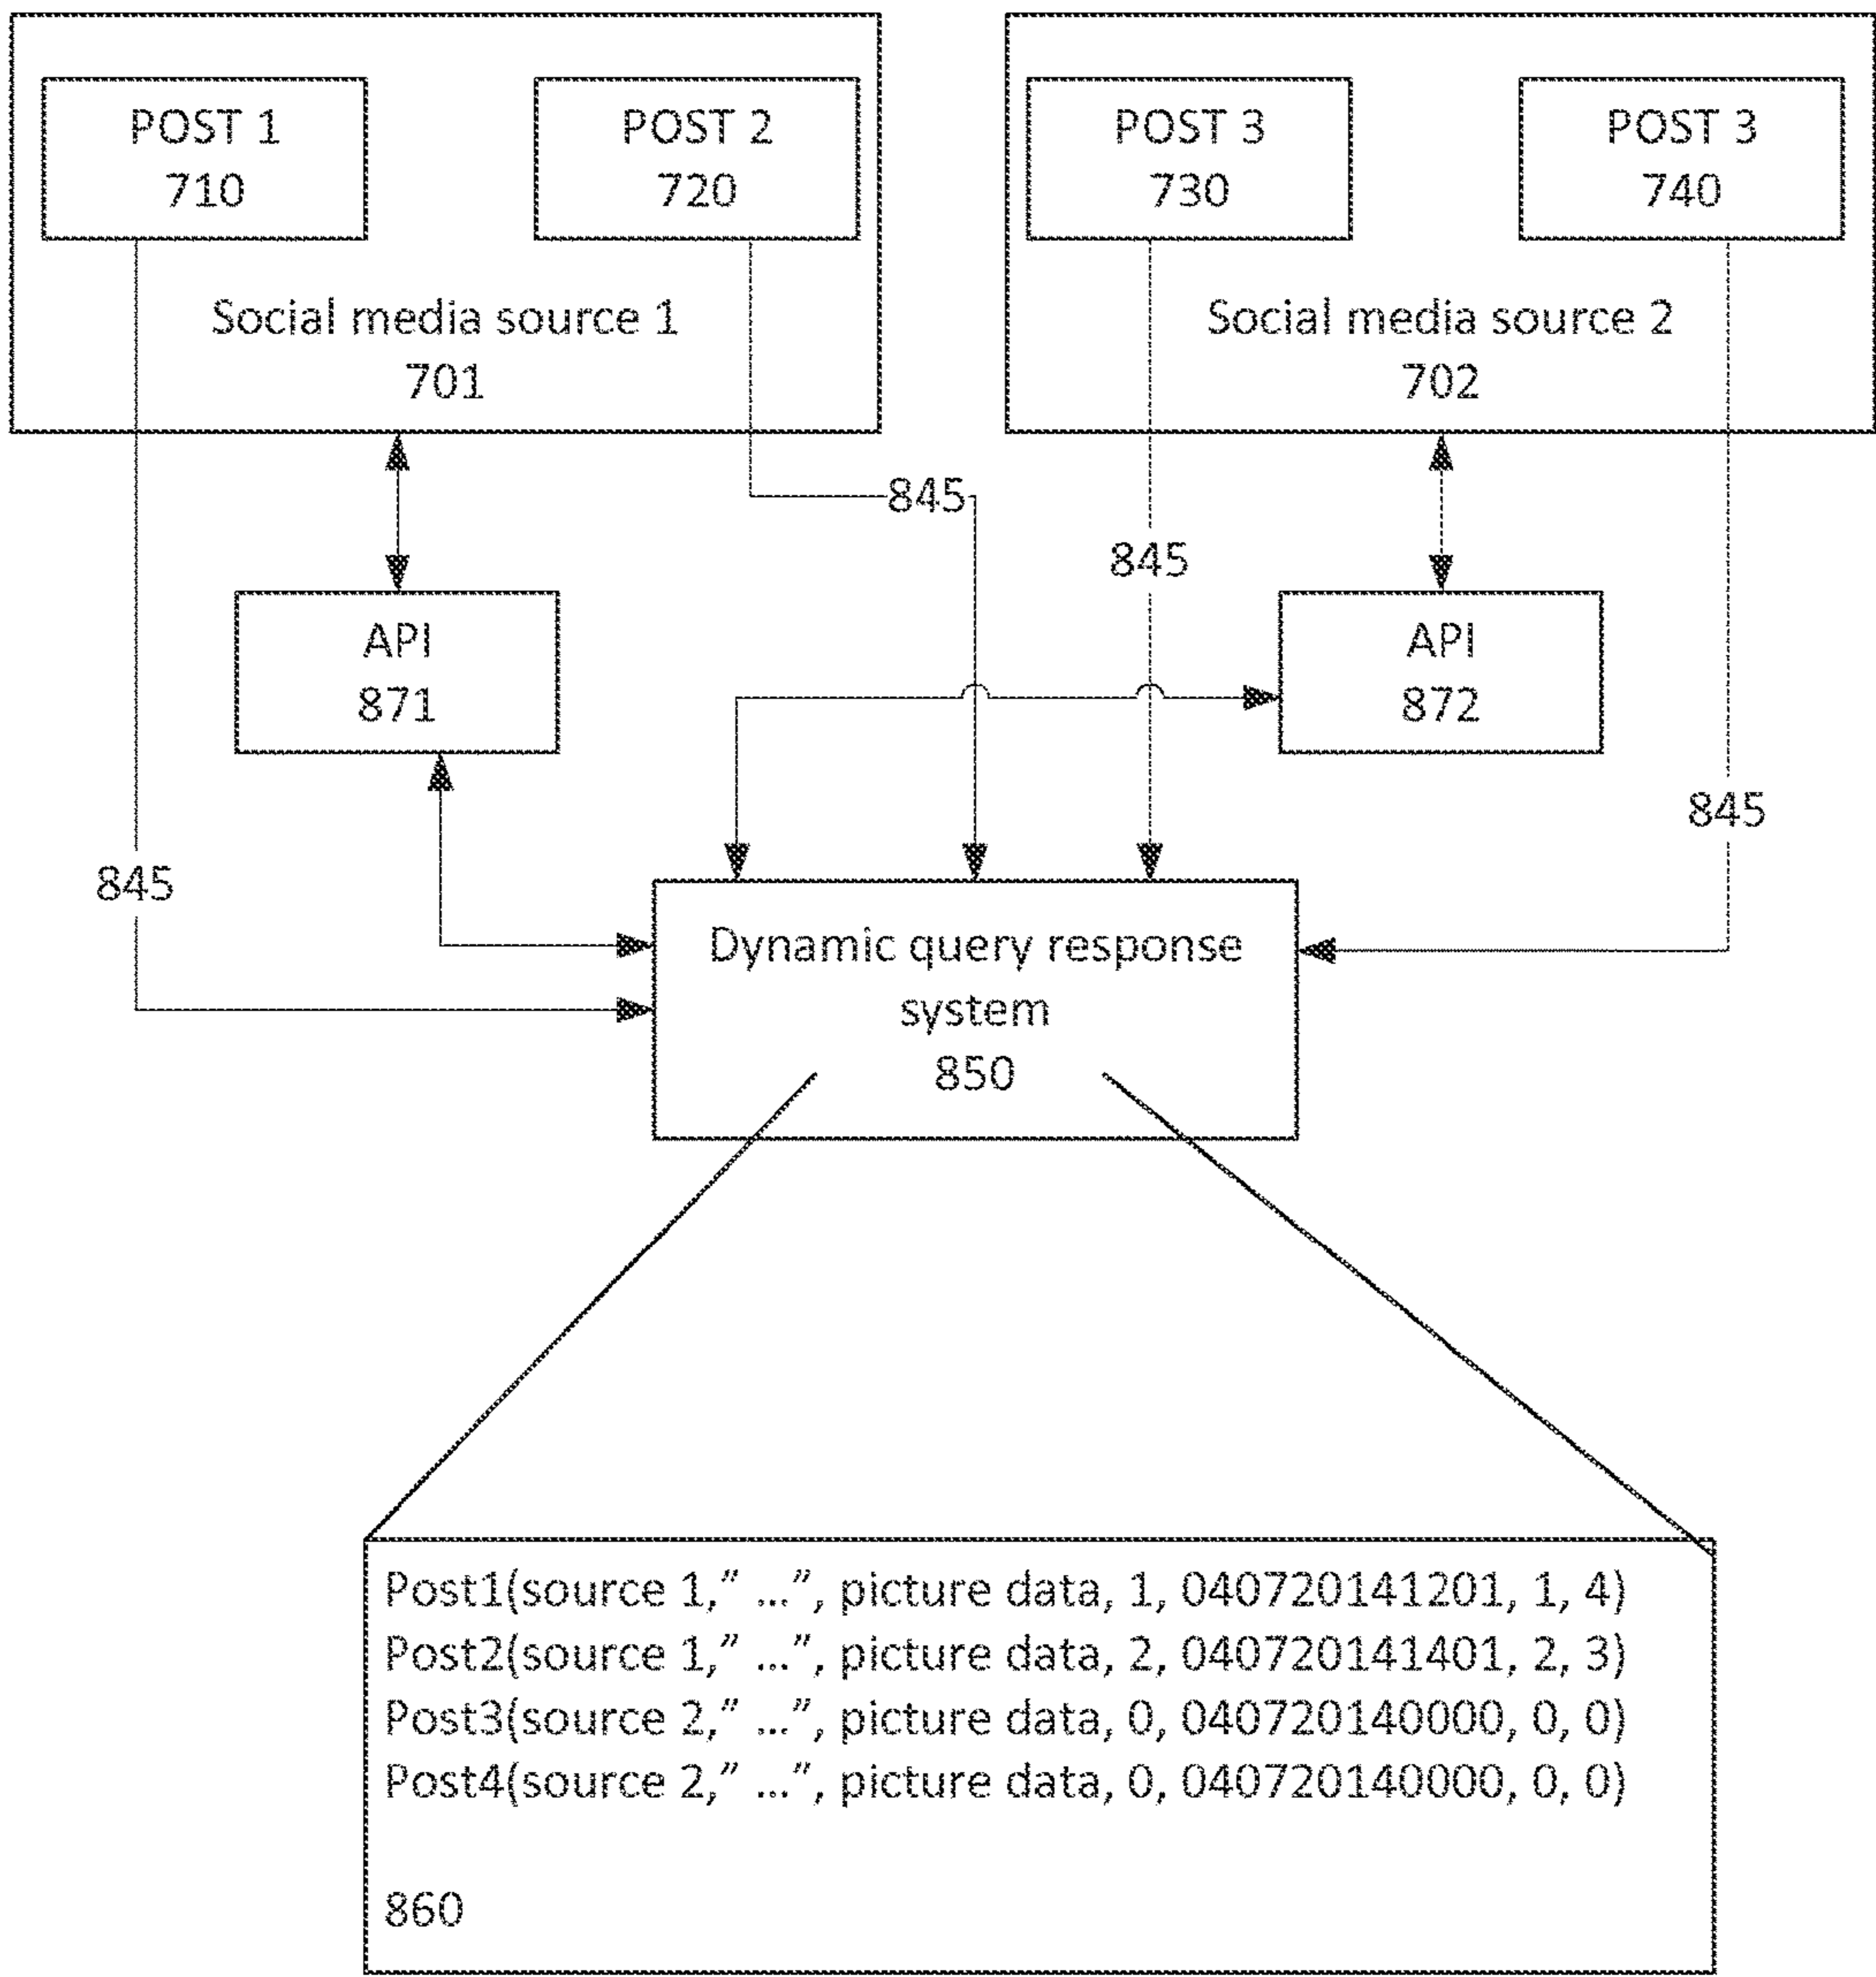 POST 1
710
POST 2
720
Social media source 1
701
POST 3
730
POST 3
740
Social media source 2
702
845
845
API
871
API
872
845
845
Dynamic query response
system
850
Post1(source 1,” ...”, picture data, 1, 040720141201, 1, 4)
Post2(source 1,” ...”, picture data, 2, 040720141401, 2, 3)
Post3(source 2,” ...”, picture data, 0, 040720140000, 0, 0)
Post4(source 2,” ...”, picture data, 0, 040720140000, 0, 0)
860